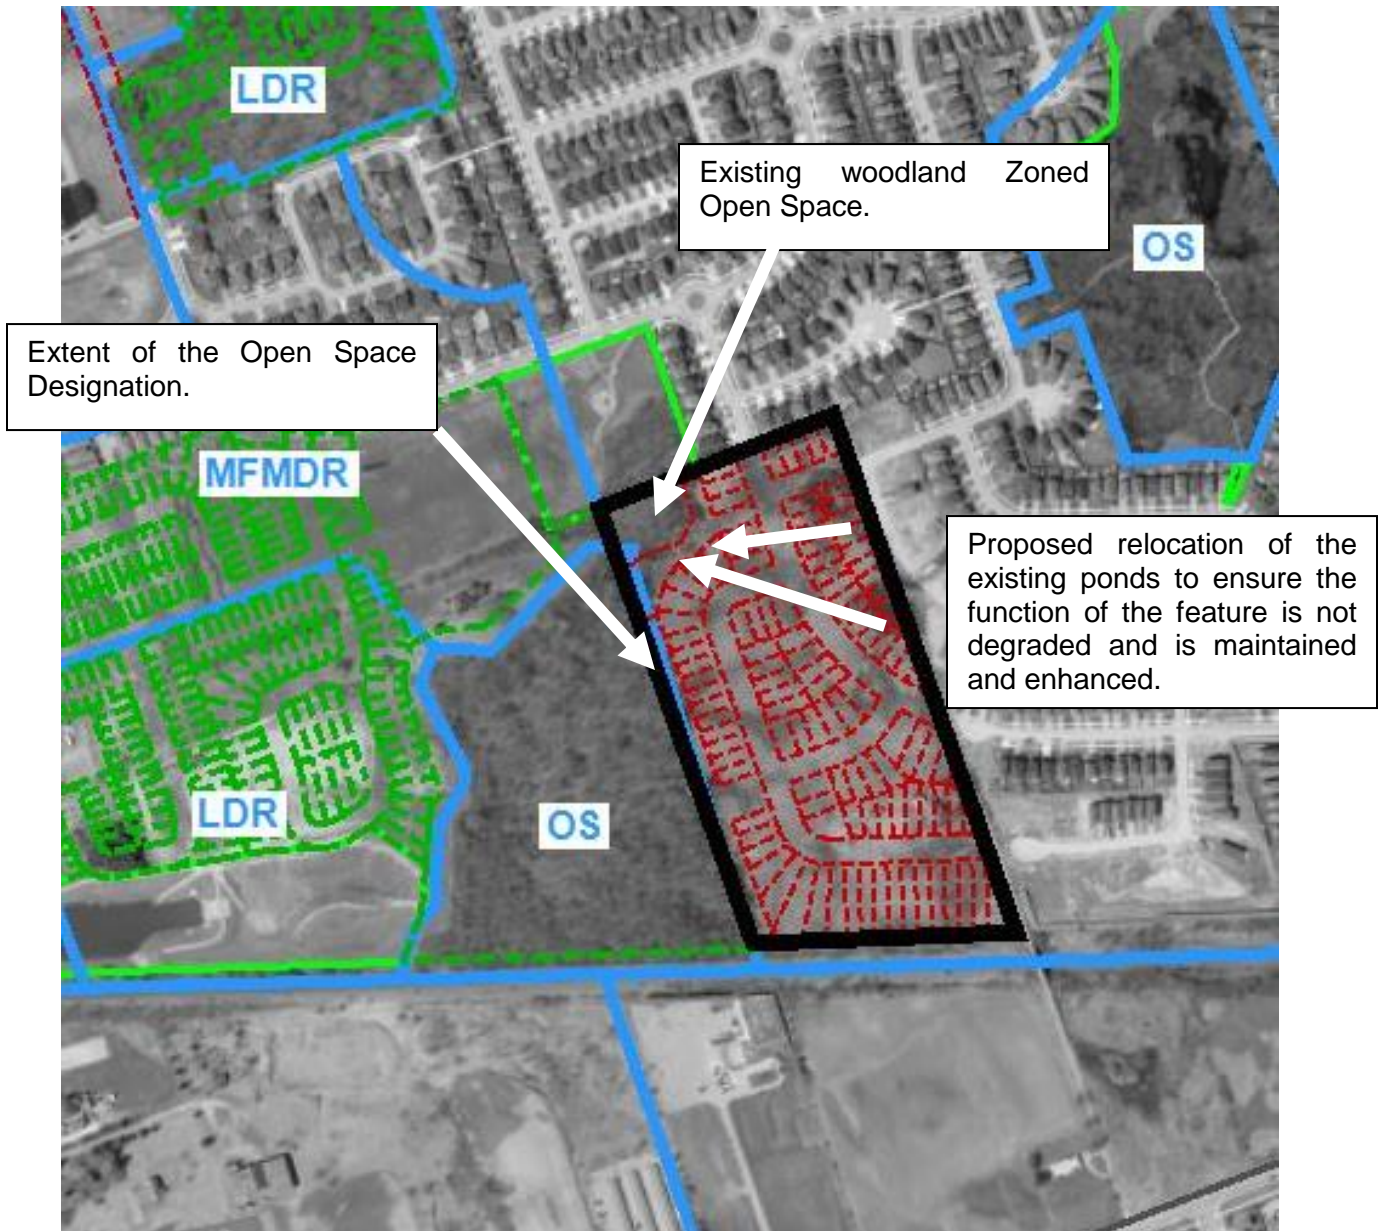 LDR
Existing woodland Zoned
Open Space.
OS
Extent of the Open Space
Designation.
MFMDR
Proposed relocation of the
existing ponds to ensure the
function of the feature is not
degraded and is maintained
and enhanced.
LDR
OS